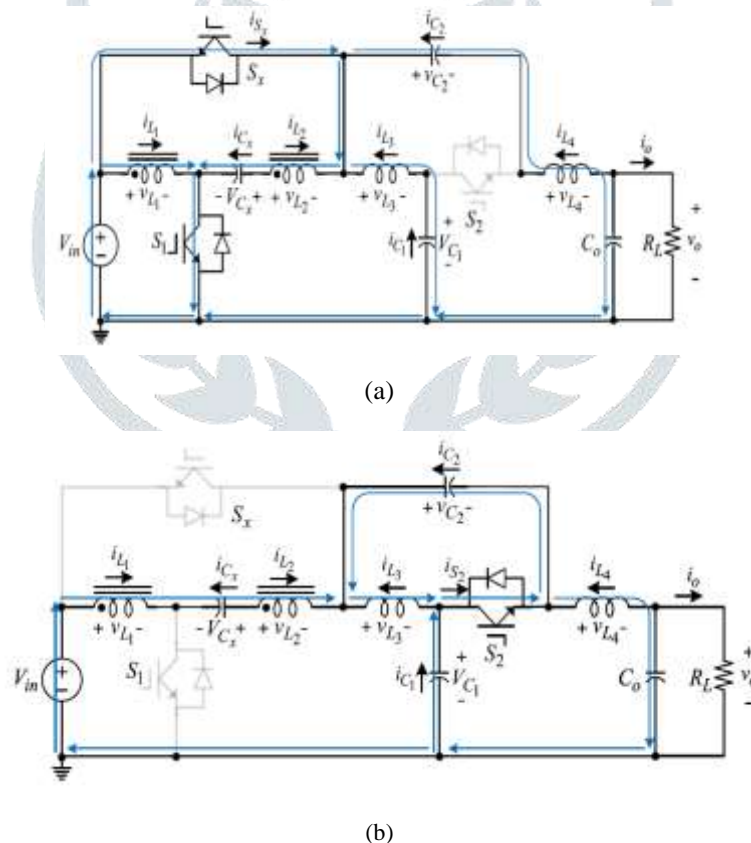 i_{S_x} i_{C_2}
S_x + v_{C_2} -
i_{L_1} i_{C_x} i_{L_2} i_{L_3} i_{L_4} i_o
+ v_{L_1} - - V_{C_x} + + v_{L_2} - + v_{L_3} - S_2 + v_{L_4} -
V_{in} + - S_1 i_{C_1} + V_{C_1} - C_o R_L + v_o -
(a)
i_{C_2}
S_x + v_{C_2} -
i_{L_1} i_{C_x} i_{L_2} i_{L_3} i_{S_2} i_{L_4} i_o
+ v_{L_1} - - V_{C_x} + + v_{L_2} - + v_{L_3} - S_2 + v_{L_4} -
V_{in} + - S_1 i_{C_1} + V_{C_1} - C_o R_L + v_o -
(b)